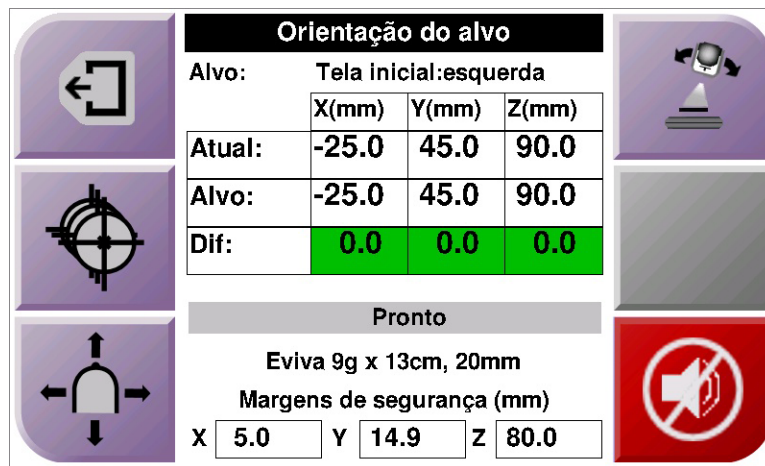 Orientação do alvo
Alvo: Tela inicial:esquerda
X(mm) Y(mm) Z(mm)
Atual: -25.0 45.0 90.0
Alvo: -25.0 45.0 90.0
Dif: 0.0 0.0 0.0
Pronto
Eviva 9g x 13cm, 20mm
Margens de segurança (mm)
X 5.0 Y 14.9 Z 80.0